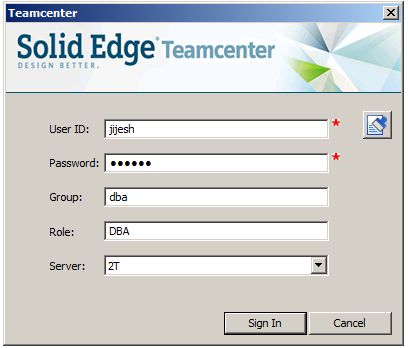 Teamcenter
Solid Edge Teamcenter
DESIGN BETTER.
User ID: jijesh *
Password: •••••• *
Group: dba
Role: DBA
Server: 2T
Sign In Cancel